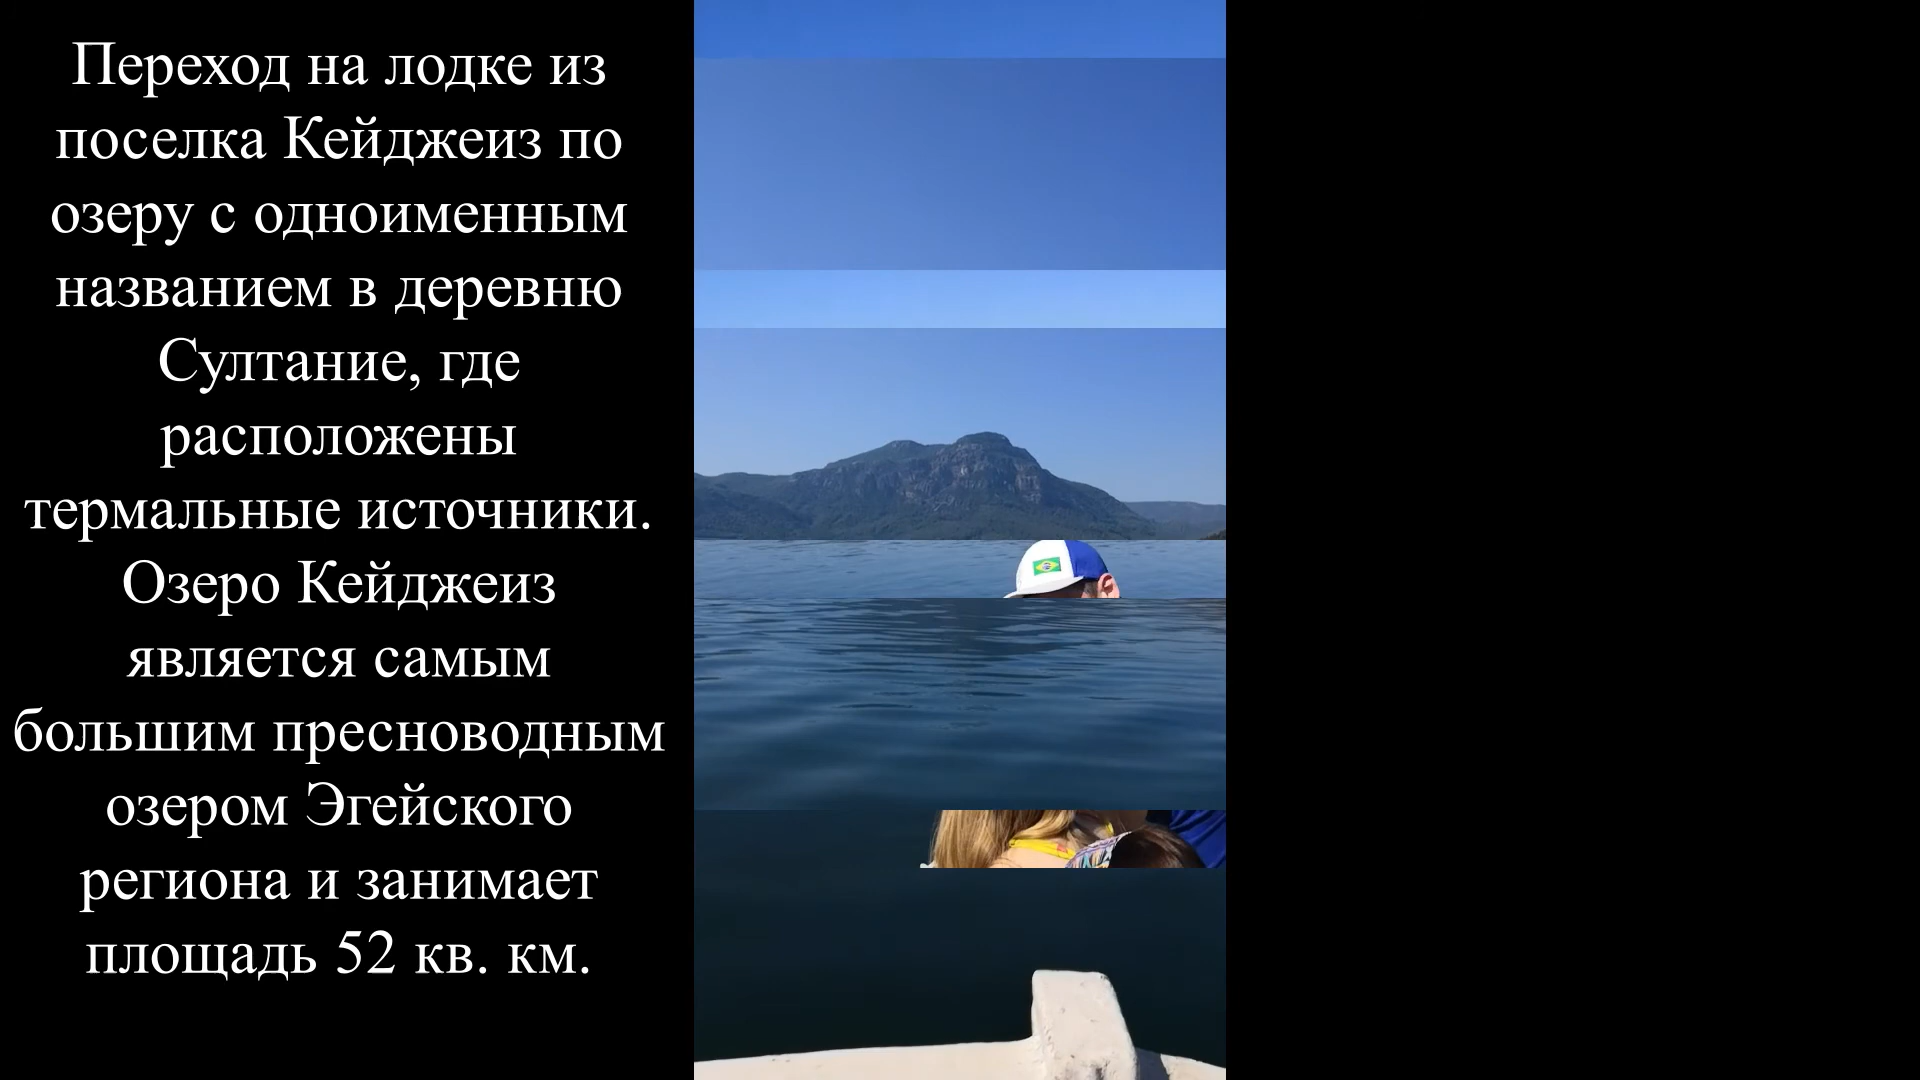 Переход на лодке из
поселка Кейджеиз по
озеру с одноименным
названием в деревню
Султание, где
расположены
термальные источники.
Озеро Кейджеиз
является самым
большим пресноводным
озером Эгейского
региона и занимает
площадь 52 кв. км.